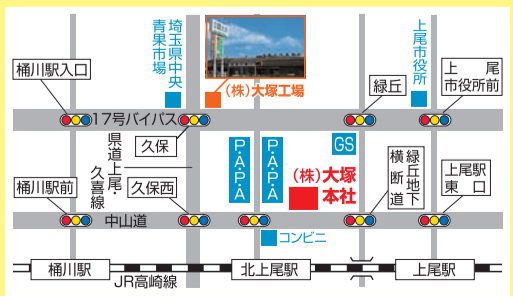 埼玉県中央
青果市場
上尾市役所
桶川駅入口
(株)大塚工場
緑丘
上尾
市役所前
17号バイパス
久保
県道上尾・
久喜線
P・A・P・A
P・A・P・A
GS
(株)大塚
本社
緑丘地下
横断道
上尾駅
東口
桶川駅前
久保西
中山道
コンビニ
桶川駅
北上尾駅
上尾駅
JR高崎線